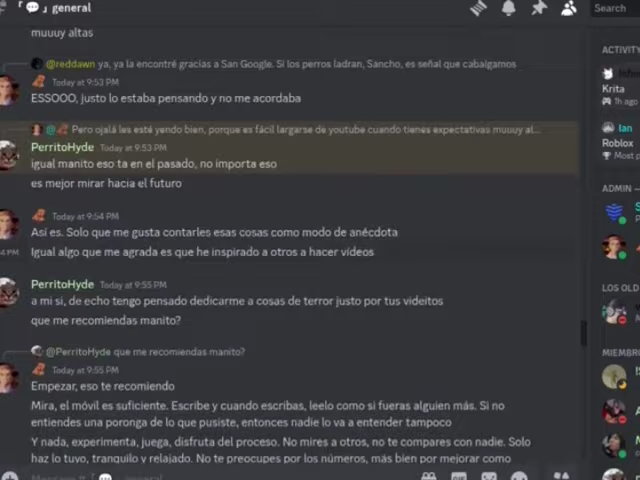 「💬」general
Search
muuuy altas
@reddawn ya, ya la encontré gracias a San Google. Si los perros ladran, Sancho, es señal que cabalgamos
Today at 9:53 PM
ESSOOO, justo lo estaba pensando y no me acordaba
@ Pero ojalá les esté yendo bien, porque es fácil largarse de youtube cuando tienes expectativas muuuy al...
PerritoHyde Today at 9:53 PM
igual manito eso ta en el pasado, no importa eso
es mejor mirar hacia el futuro
Today at 9:54 PM
Así es. Solo que me gusta contarles esas cosas como modo de anécdota
Igual algo que me agrada es que he inspirado a otros a hacer vídeos
PerritoHyde Today at 9:55 PM
a mi si, de echo tengo pensado dedicarme a cosas de terror justo por tus videitos
que me recomiendas manito?
@PerritoHyde que me recomiendas manito?
Today at 9:55 PM
Empezar, eso te recomiendo
Mira, el móvil es suficiente. Escribe y cuando escribas, leelo como si fueras alguien más. Si no
entiendes una poronga de lo que pusiste, entonces nadie lo va a entender tampoco
Y nada, experimenta, juega, disfruta del proceso. No mires a otros, no te compares con nadie. Solo
haz lo tuvo, tranquilo y relajado. No te preocupes por los números, más bien por mejorar como
general
ACTIVITY
Krita
1h ago
Ian
Roblox
Most p
ADMIN —
LOS OLD
MIEMBRO